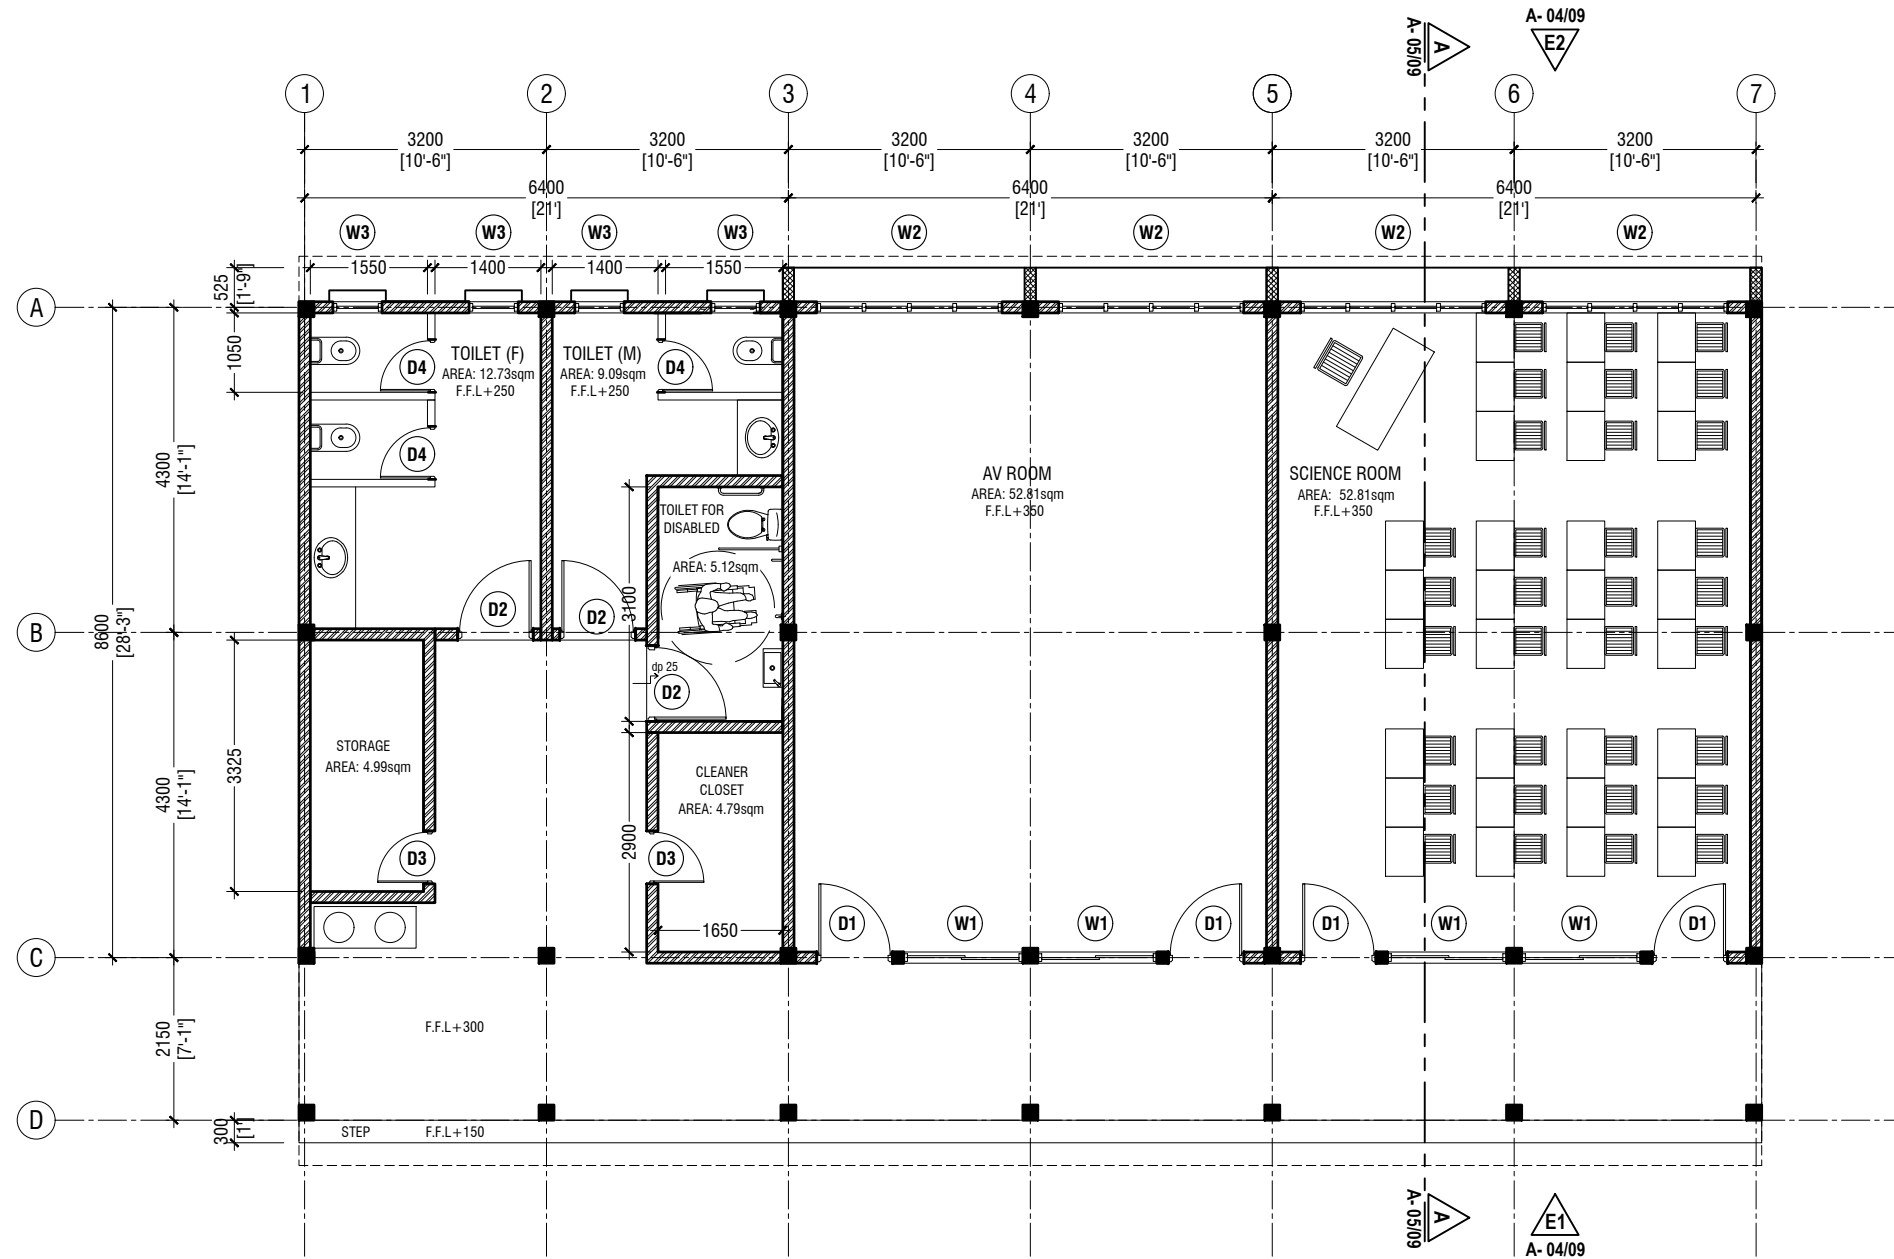 A- 04/09
E2
A- 05/09
A
1
2
3
4
5
6
7
3200
[10'-6"]
3200
[10'-6"]
3200
[10'-6"]
3200
[10'-6"]
3200
[10'-6"]
3200
[10'-6"]
6400
[21']
6400
[21']
6400
[21']
W3
W3
W3
W3
W2
W2
W2
W2
1550
1400
1400
1550
525
[1'-9"]
A
1050
D4
TOILET (F)
AREA: 12.73sqm
F.F.L+250
TOILET (M)
AREA: 9.09sqm
F.F.L+250
D4
D4
4300
[14'-1"]
AV ROOM
AREA: 52.81sqm
F.F.L+350
SCIENCE ROOM
AREA: 52.81sqm
F.F.L+350
TOILET FOR
DISABLED
AREA: 5.12sqm
3100
D2
D2
B
8600
[28'-3"]
dp 25
D2
STORAGE
AREA: 4.99sqm
3325
4300
[14'-1"]
CLEANER
CLOSET
AREA: 4.79sqm
2900
D3
D3
1650
D1
W1
W1
D1
D1
W1
W1
D1
C
2150
[7'-1"]
F.F.L+300
D
300
[1']
STEP
F.F.L+150
A- 05/09
A
E1
A- 04/09